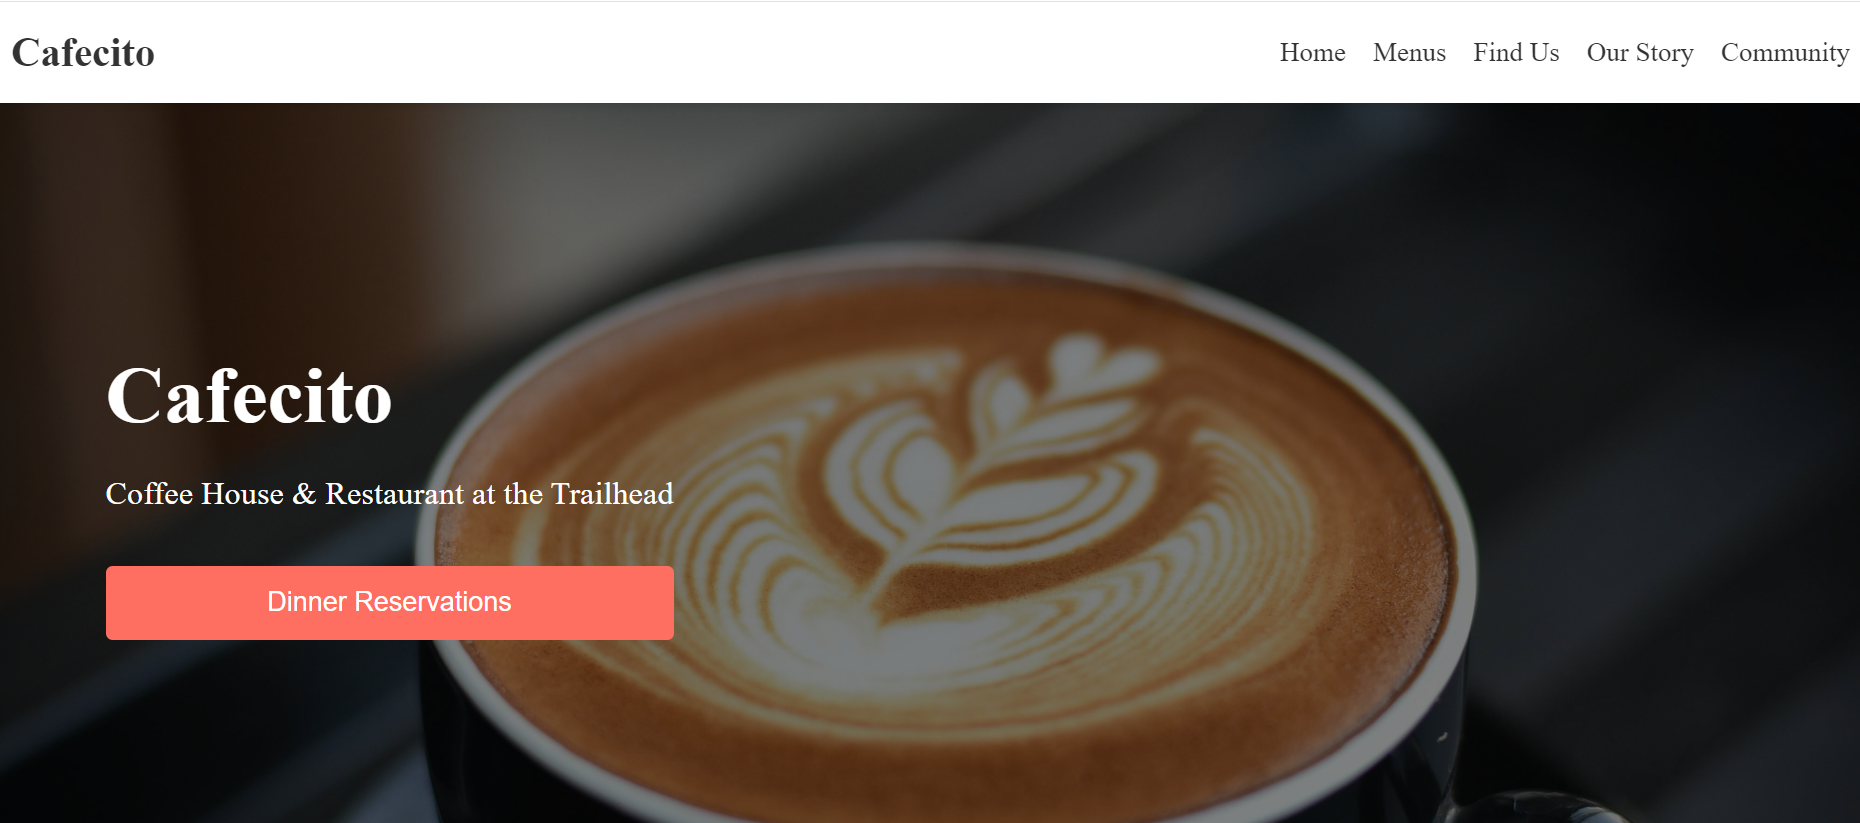 Cafecito
Home Menus Find Us Our Story Community
Cafecito
Coffee House & Restaurant at the Trailhead
Dinner Reservations